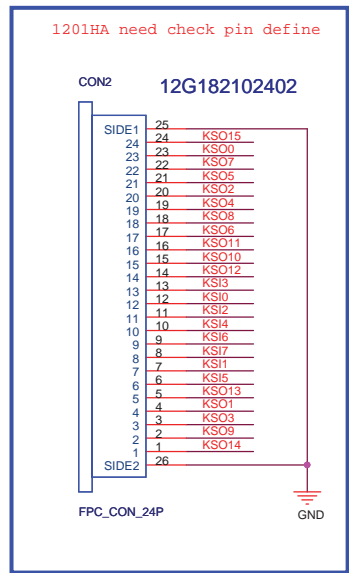 1201HA need check pin define
CON2 12G182102402
SIDE1 25
24 24 KSO15
23 23 KSO0
22 22 KSO7
21 21 KSO5
20 20 KSO2
19 19 KSO4
18 18 KSO8
17 17 KSO6
16 16 KSO11
15 15 KSO10
14 14 KSO12
13 13 KSI3
12 12 KSI0
11 11 KSI2
10 10 KSI4
9 9 KSI6
8 8 KSI7
7 7 KSI1
6 6 KSI5
5 5 KSO13
4 4 KSO1
3 3 KSO3
2 2 KSO9
1 1 KSO14
SIDE2 26
FPC_CON_24P
GND